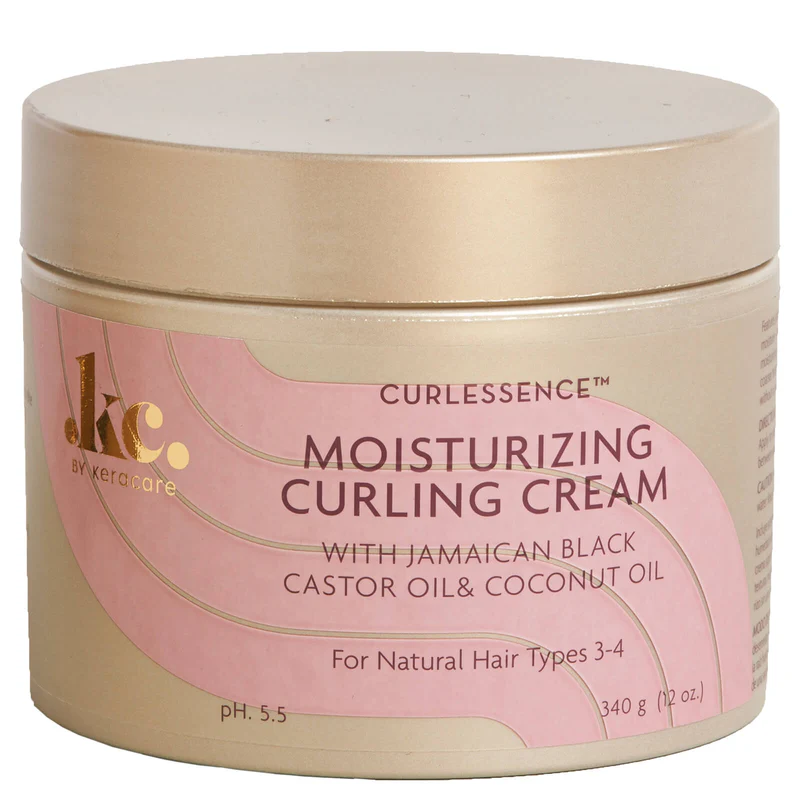 .kc.
BY keracare
CURLESSENCE™
MOISTURIZING
CURLING CREAM
WITH JAMAICAN BLACK
CASTOR OIL& COCONUT OIL
For Natural Hair Types 3-4
pH. 5.5
340 g (12 oz.)